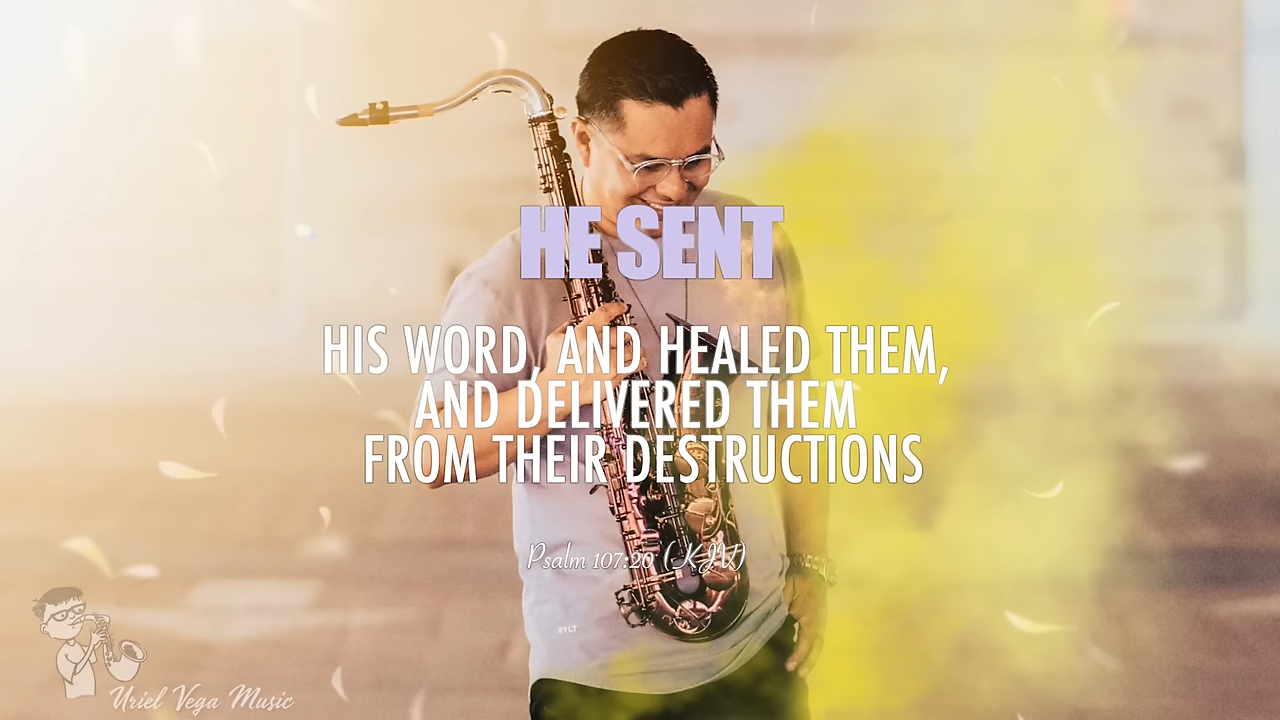 HE SENT
HIS WORD, AND HEALED THEM,
AND DELIVERED THEM
FROM THEIR DESTRUCTIONS
Psalm 107:20 (KJV)
SYLT
Uriel Vega Music